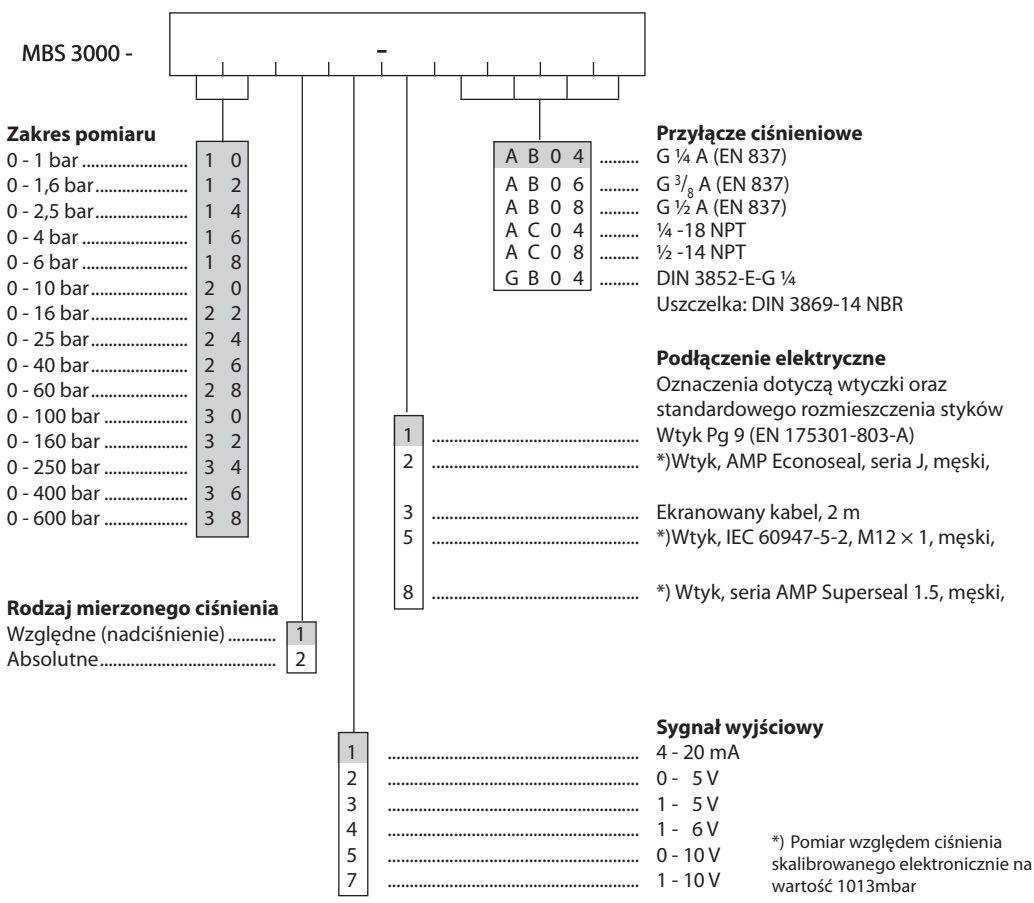 MBS 3000 -
–
Zakres pomiaru
0 - 1 bar ........................ 1 0
0 - 1,6 bar...................... 1 2
0 - 2,5 bar...................... 1 4
0 - 4 bar ........................ 1 6
0 - 6 bar ........................ 1 8
0 - 10 bar....................... 2 0
0 - 16 bar....................... 2 2
0 - 25 bar....................... 2 4
0 - 40 bar....................... 2 6
0 - 60 bar....................... 2 8
0 - 100 bar .................... 3 0
0 - 160 bar .................... 3 2
0 - 250 bar .................... 3 4
0 - 400 bar .................... 3 6
0 - 600 bar .................... 3 8
Rodzaj mierzonego ciśnienia
Względne (nadciśnienie) ........... 1
Absolutne......................................... 2
Przyłącze ciśnieniowe
A B 0 4 ......... G ¼ A (EN 837)
A B 0 6 ......... G 3/8 A (EN 837)
A B 0 8 ......... G ½ A (EN 837)
A C 0 4 ......... ¼ -18 NPT
A C 0 8 ......... ½ -14 NPT
G B 0 4 ......... DIN 3852-E-G ¼
Uszczelka: DIN 3869-14 NBR
Podłączenie elektryczne
Oznaczenia dotyczą wtyczki oraz
standardowego rozmieszczenia styków
1 ................................................ Wtyk Pg 9 (EN 175301-803-A)
2 ................................................ *)Wtyk, AMP Econoseal, seria J, męski,
3 ................................................ Ekranowany kabel, 2 m
5 ................................................ *)Wtyk, IEC 60947-5-2, M12 × 1, męski,
8 ................................................ *) Wtyk, seria AMP Superseal 1.5, męski,
Sygnał wyjściowy
1 .......................................................... 4 - 20 mA
2 .......................................................... 0 - 5 V
3 .......................................................... 1 - 5 V
4 .......................................................... 1 - 6 V
5 .......................................................... 0 - 10 V
7 .......................................................... 1 - 10 V
*) Pomiar względem ciśnienia
skalibrowanego elektronicznie na
wartość 1013mbar